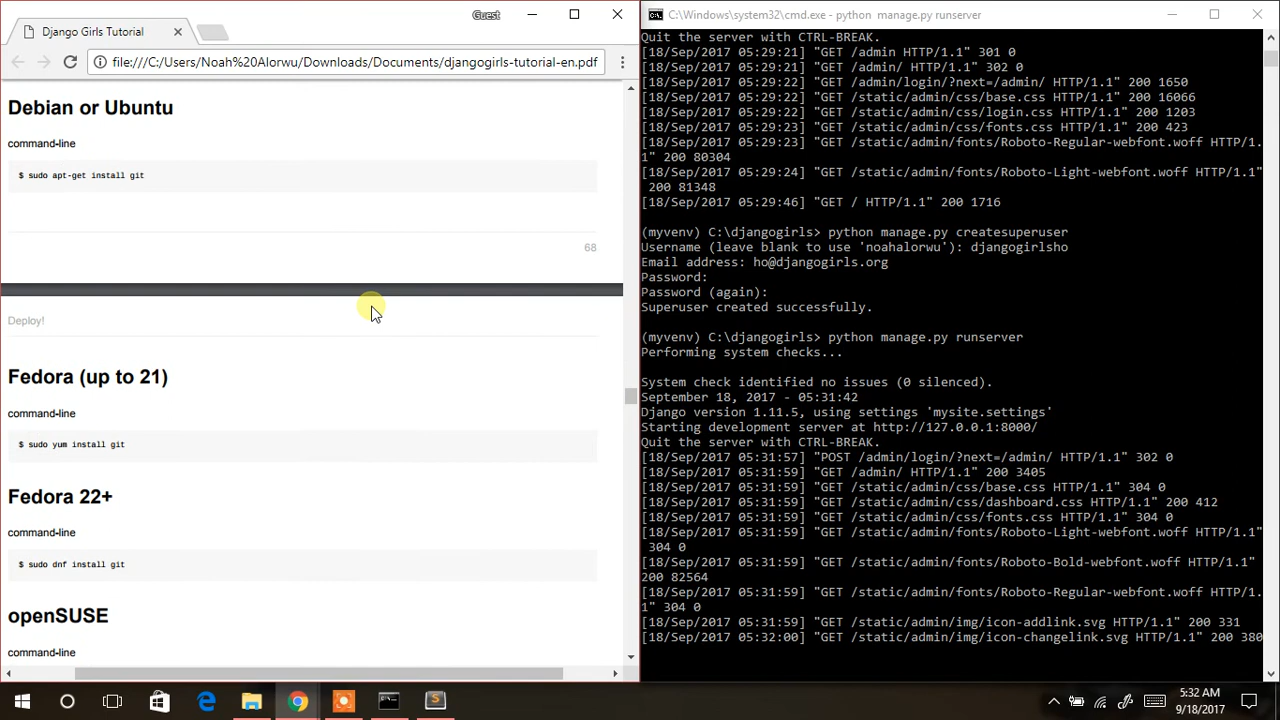 Guest
Django Girls Tutorial
file:///C:/Users/Noah%20Alorwu/Downloads/Documents/djangogirls-tutorial-en.pdf
Debian or Ubuntu
command-line
$ sudo apt-get install git
68
Deploy!
Fedora (up to 21)
command-line
$ sudo yum install git
Fedora 22+
command-line
$ sudo dnf install git
openSUSE
command-line
C:\Windows\system32\cmd.exe - python manage.py runserver
Quit the server with CTRL-BREAK.
[18/Sep/2017 05:29:21] "GET /admin HTTP/1.1" 301 0
[18/Sep/2017 05:29:21] "GET /admin/ HTTP/1.1" 302 0
[18/Sep/2017 05:29:22] "GET /admin/login/?next=/admin/ HTTP/1.1" 200 1650
[18/Sep/2017 05:29:22] "GET /static/admin/css/base.css HTTP/1.1" 200 16066
[18/Sep/2017 05:29:22] "GET /static/admin/css/login.css HTTP/1.1" 200 1203
[18/Sep/2017 05:29:23] "GET /static/admin/css/fonts.css HTTP/1.1" 200 423
[18/Sep/2017 05:29:23] "GET /static/admin/fonts/Roboto-Regular-webfont.woff HTTP/1.
1" 200 80304
[18/Sep/2017 05:29:24] "GET /static/admin/fonts/Roboto-Light-webfont.woff HTTP/1.1"
200 81348
[18/Sep/2017 05:29:46] "GET / HTTP/1.1" 200 1716
(myvenv) C:\djangogirls> python manage.py createsuperuser
Username (leave blank to use 'noahalorwu'): djangogirlsho
Email address: ho@djangogirls.org
Password:
Password (again):
Superuser created successfully.
(myvenv) C:\djangogirls> python manage.py runserver
Performing system checks...
System check identified no issues (0 silenced).
September 18, 2017 - 05:31:42
Django version 1.11.5, using settings 'mysite.settings'
Starting development server at http://127.0.0.1:8000/
Quit the server with CTRL-BREAK.
[18/Sep/2017 05:31:57] "POST /admin/login/?next=/admin/ HTTP/1.1" 302 0
[18/Sep/2017 05:31:59] "GET /admin/ HTTP/1.1" 200 3405
[18/Sep/2017 05:31:59] "GET /static/admin/css/base.css HTTP/1.1" 304 0
[18/Sep/2017 05:31:59] "GET /static/admin/css/dashboard.css HTTP/1.1" 200 412
[18/Sep/2017 05:31:59] "GET /static/admin/css/fonts.css HTTP/1.1" 304 0
[18/Sep/2017 05:31:59] "GET /static/admin/fonts/Roboto-Light-webfont.woff HTTP/1.1"
304 0
[18/Sep/2017 05:31:59] "GET /static/admin/fonts/Roboto-Bold-webfont.woff HTTP/1.1"
200 82564
[18/Sep/2017 05:31:59] "GET /static/admin/fonts/Roboto-Regular-webfont.woff HTTP/1.
1" 304 0
[18/Sep/2017 05:31:59] "GET /static/admin/img/icon-addlink.svg HTTP/1.1" 200 331
[18/Sep/2017 05:32:00] "GET /static/admin/img/icon-changelink.svg HTTP/1.1" 200 380
5:32 AM
9/18/2017